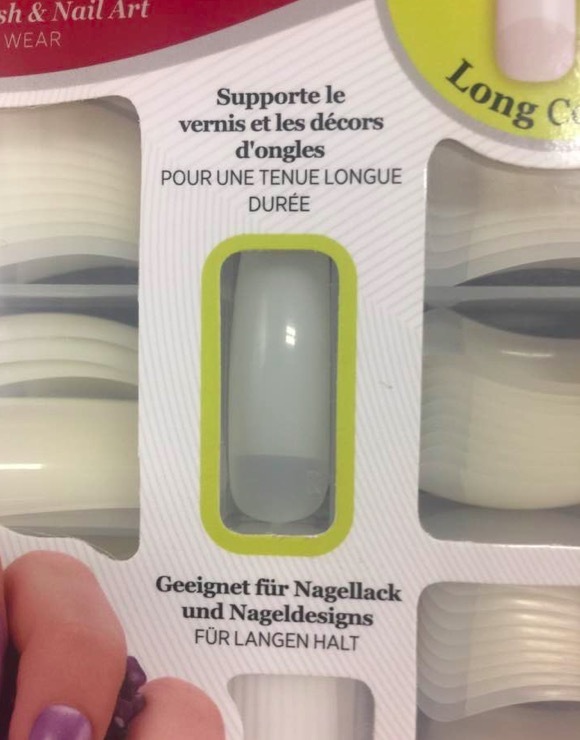 & Nail Art
WEAR
Long
Supporte le
vernis et les décors
d'ongles
POUR UNE TENUE LONGUE
DURÉE
Geeignet für Nagellack
und Nageldesigns
FÜR LANGEN HALT